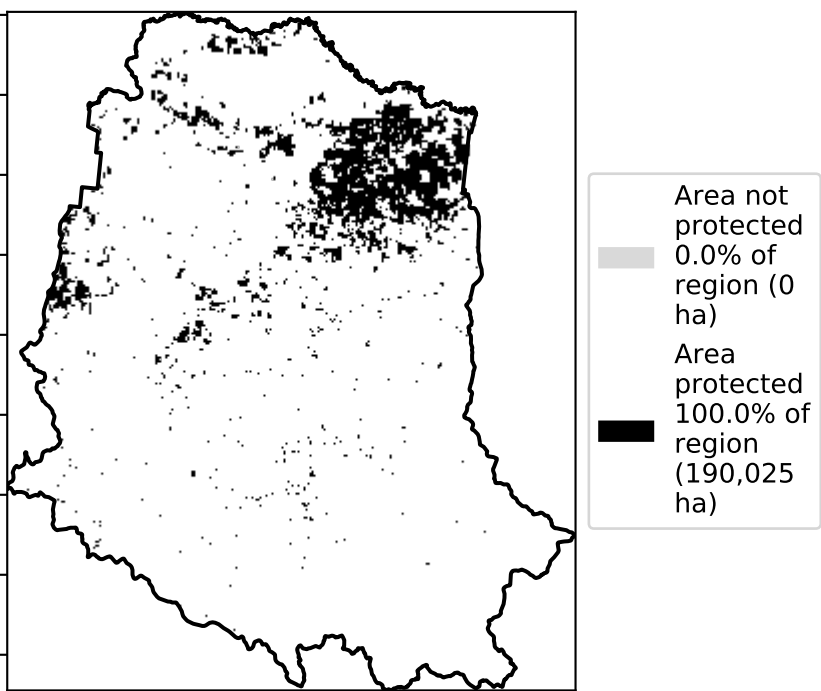 Area not
protected
0.0% of
region (0
ha)
Area
protected
100.0% of
region
(190,025
ha)